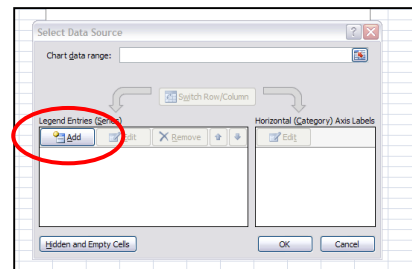 Select Data Source
Chart data range:
Switch Row/Column
Legend Entries (Series)
Horizontal (Category) Axis Labels
Add Edit Remove
Edit
Hidden and Empty Cells
OK Cancel